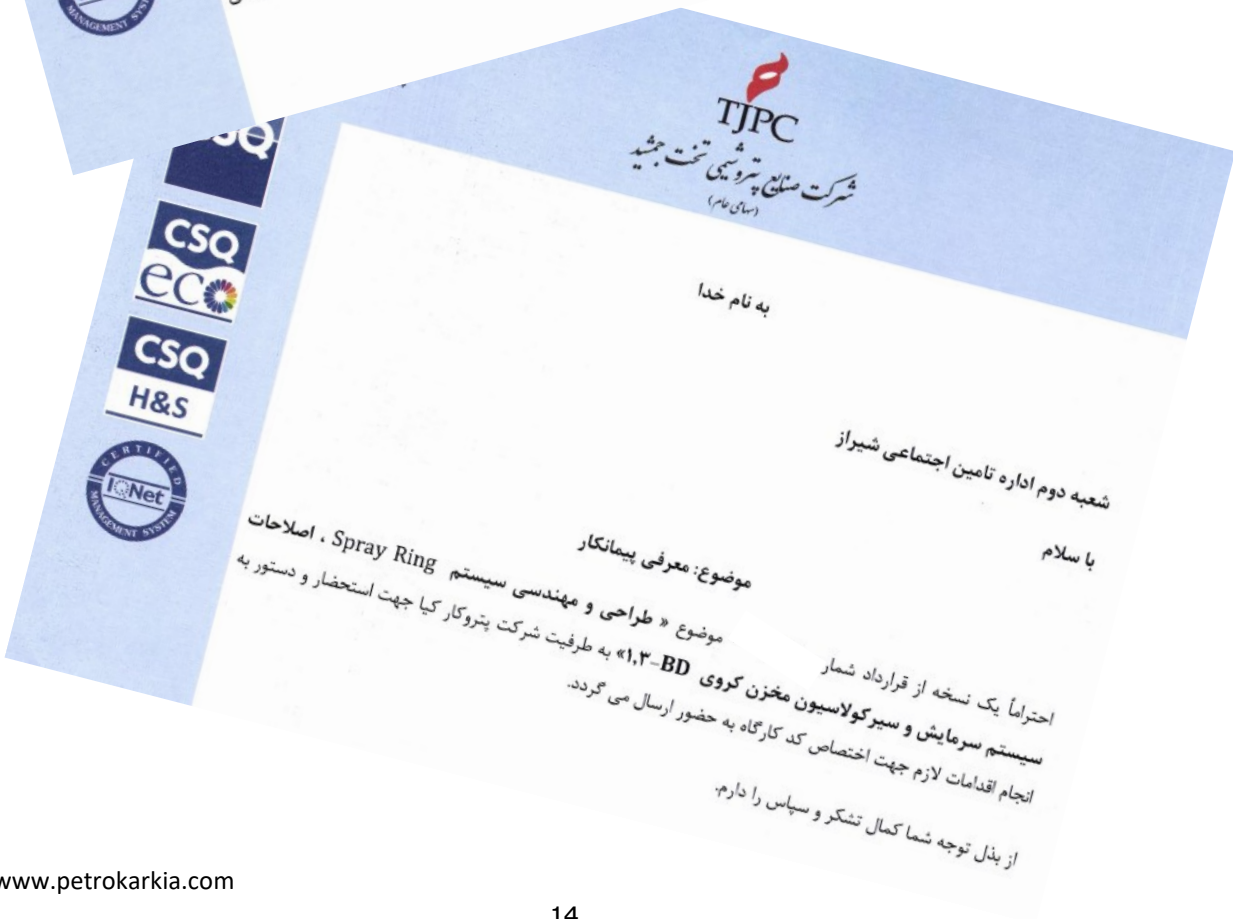 MANAGEMENT SYS
TJPC
شرکت صنایع پتروشیمی تخت جمشید
(سهامی عام)
CSQ
CSQ
eco
CSQ
H&S
CERTIFIED
IQNet
MANAGEMENT SYSTEM
به نام خدا
شعبه دوم اداره تامین اجتماعی شیراز
با سلام
موضوع: معرفی پیمانکار
احتراماً یک نسخه از قرارداد شمار موضوع « طراحی و مهندسی سیستم Spray Ring ، اصلاحات
سیستم سرمایش و سیرکولاسیون مخزن کروی ۱,۳-BD» به طرفیت شرکت پتروکار کیا جهت استحضار و دستور به
انجام اقدامات لازم جهت اختصاص کد کارگاه به حضور ارسال می گردد.
از بذل توجه شما کمال تشکر و سپاس را دارم.
www.petrokarkia.com
14